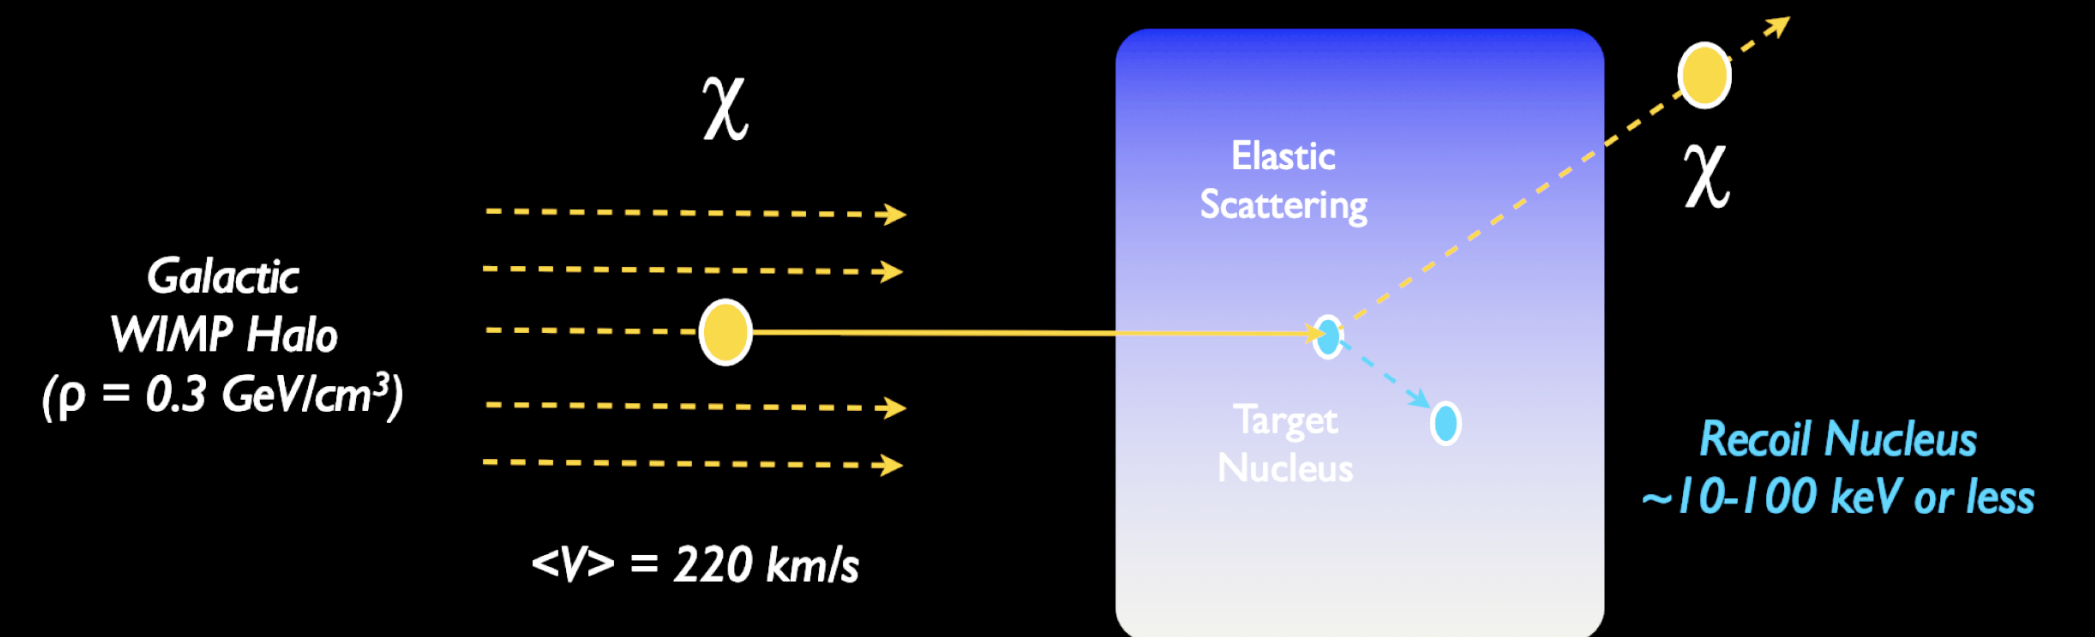 χ
Galactic
WIMP Halo
(ρ = 0.3 GeV/cm³)
<V> = 220 km/s
Elastic
Scattering
Target
Nucleus
χ
Recoil Nucleus
~10-100 keV or less